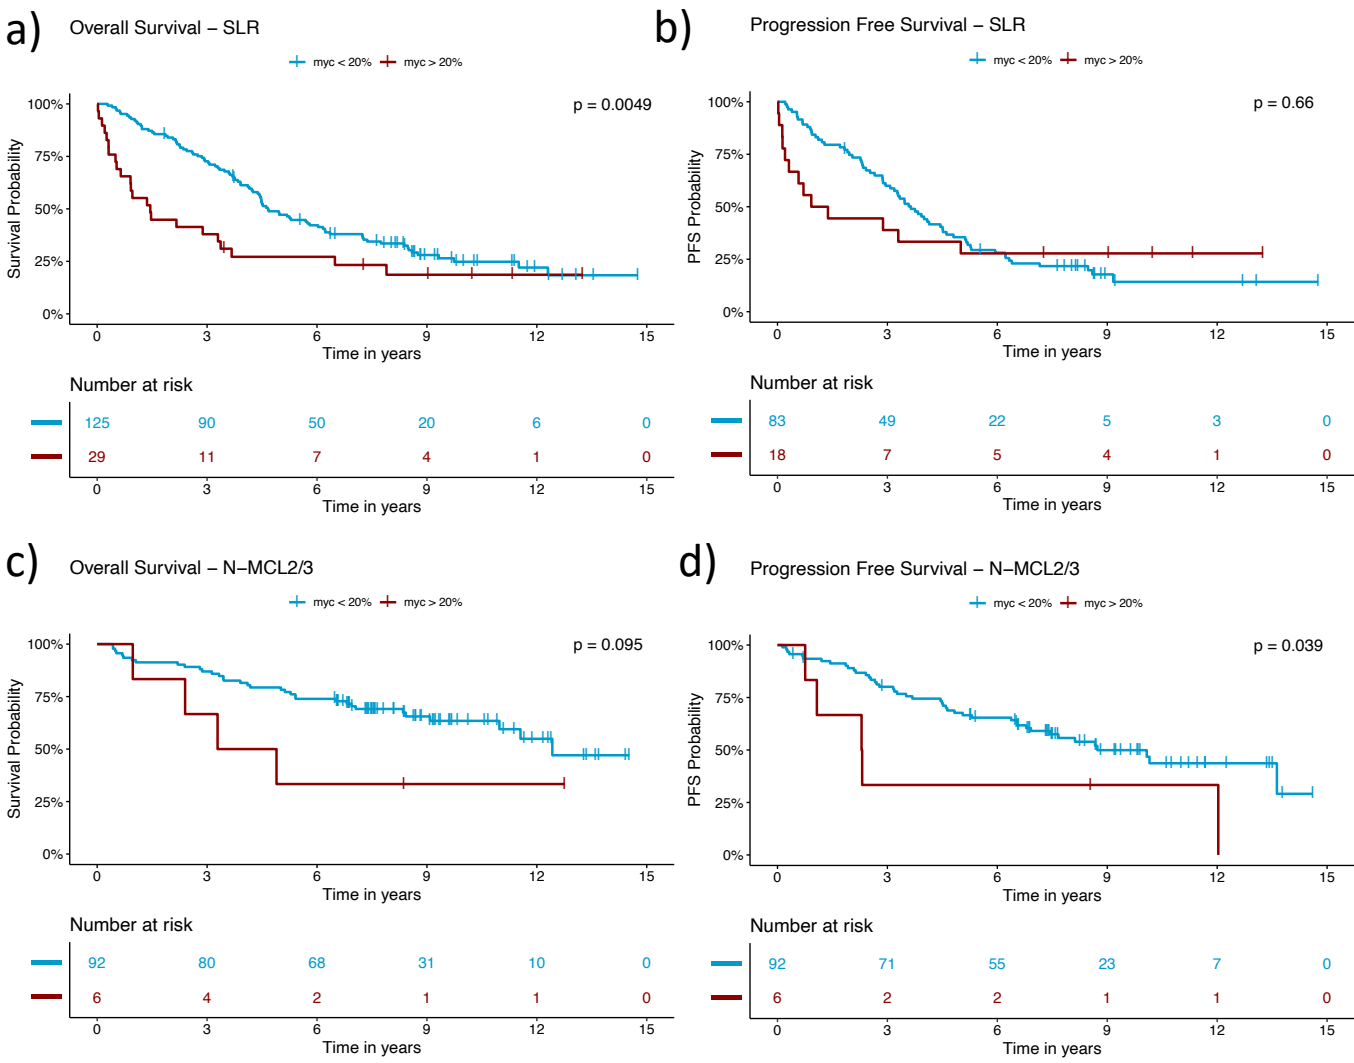 a)
Overall Survival – SLR
myc < 20% myc > 20%
Survival Probability
100%
75%
50%
25%
0%
p = 0.0049
0 3 6 9 12 15
Time in years
Number at risk
125 90 50 20 6 0
29 11 7 4 1 0
0 3 6 9 12 15
Time in years
b)
Progression Free Survival – SLR
myc < 20% myc > 20%
PFS Probability
100%
75%
50%
25%
0%
p = 0.66
0 3 6 9 12 15
Time in years
Number at risk
83 49 22 5 3 0
18 7 5 4 1 0
0 3 6 9 12 15
Time in years
c)
Overall Survival – N–MCL2/3
myc < 20% myc > 20%
Survival Probability
100%
75%
50%
25%
0%
p = 0.095
0 3 6 9 12 15
Time in years
Number at risk
92 80 68 31 10 0
6 4 2 1 1 0
0 3 6 9 12 15
Time in years
d)
Progression Free Survival – N–MCL2/3
myc < 20% myc > 20%
PFS Probability
100%
75%
50%
25%
0%
p = 0.039
0 3 6 9 12 15
Time in years
Number at risk
92 71 55 23 7 0
6 2 2 1 1 0
0 3 6 9 12 15
Time in years